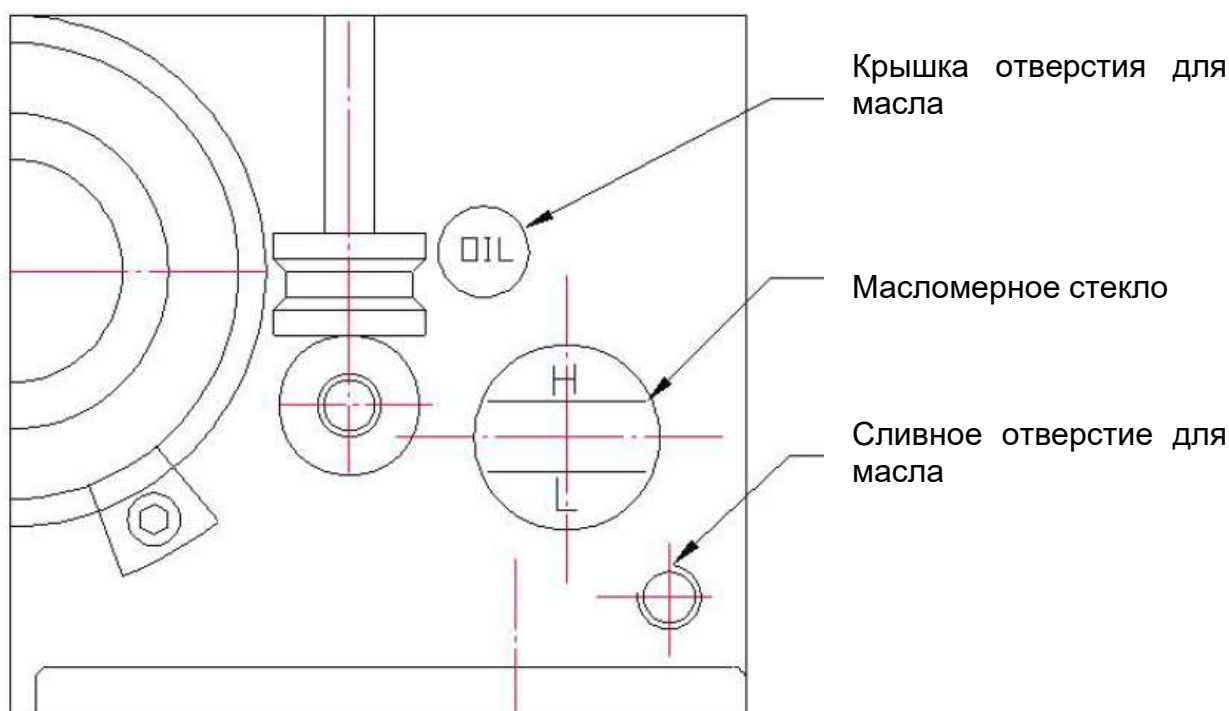 Крышка отверстия для
масла
OIL
Масломерное стекло
H
L
Сливное отверстие для
масла